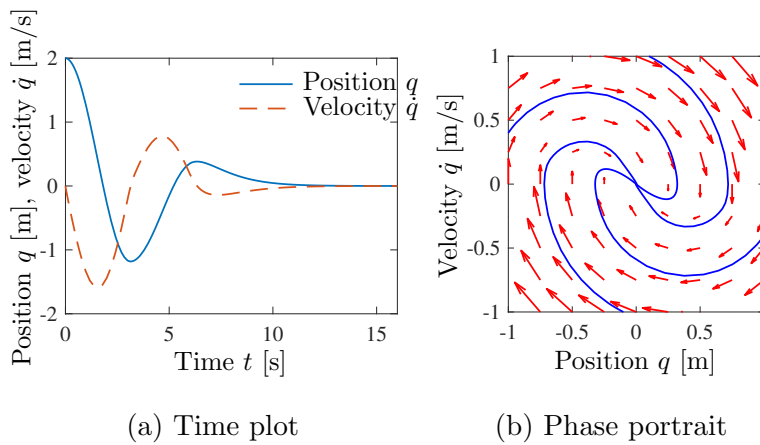 Position q [m], velocity q̇ [m/s]
2
1
0
-1
-2
Position q
Velocity q̇
0
5
10
15
Time t [s]
(a) Time plot
Velocity q̇ [m/s]
1
0.5
0
-0.5
-1
-1
-0.5
0
0.5
Position q [m]
(b) Phase portrait